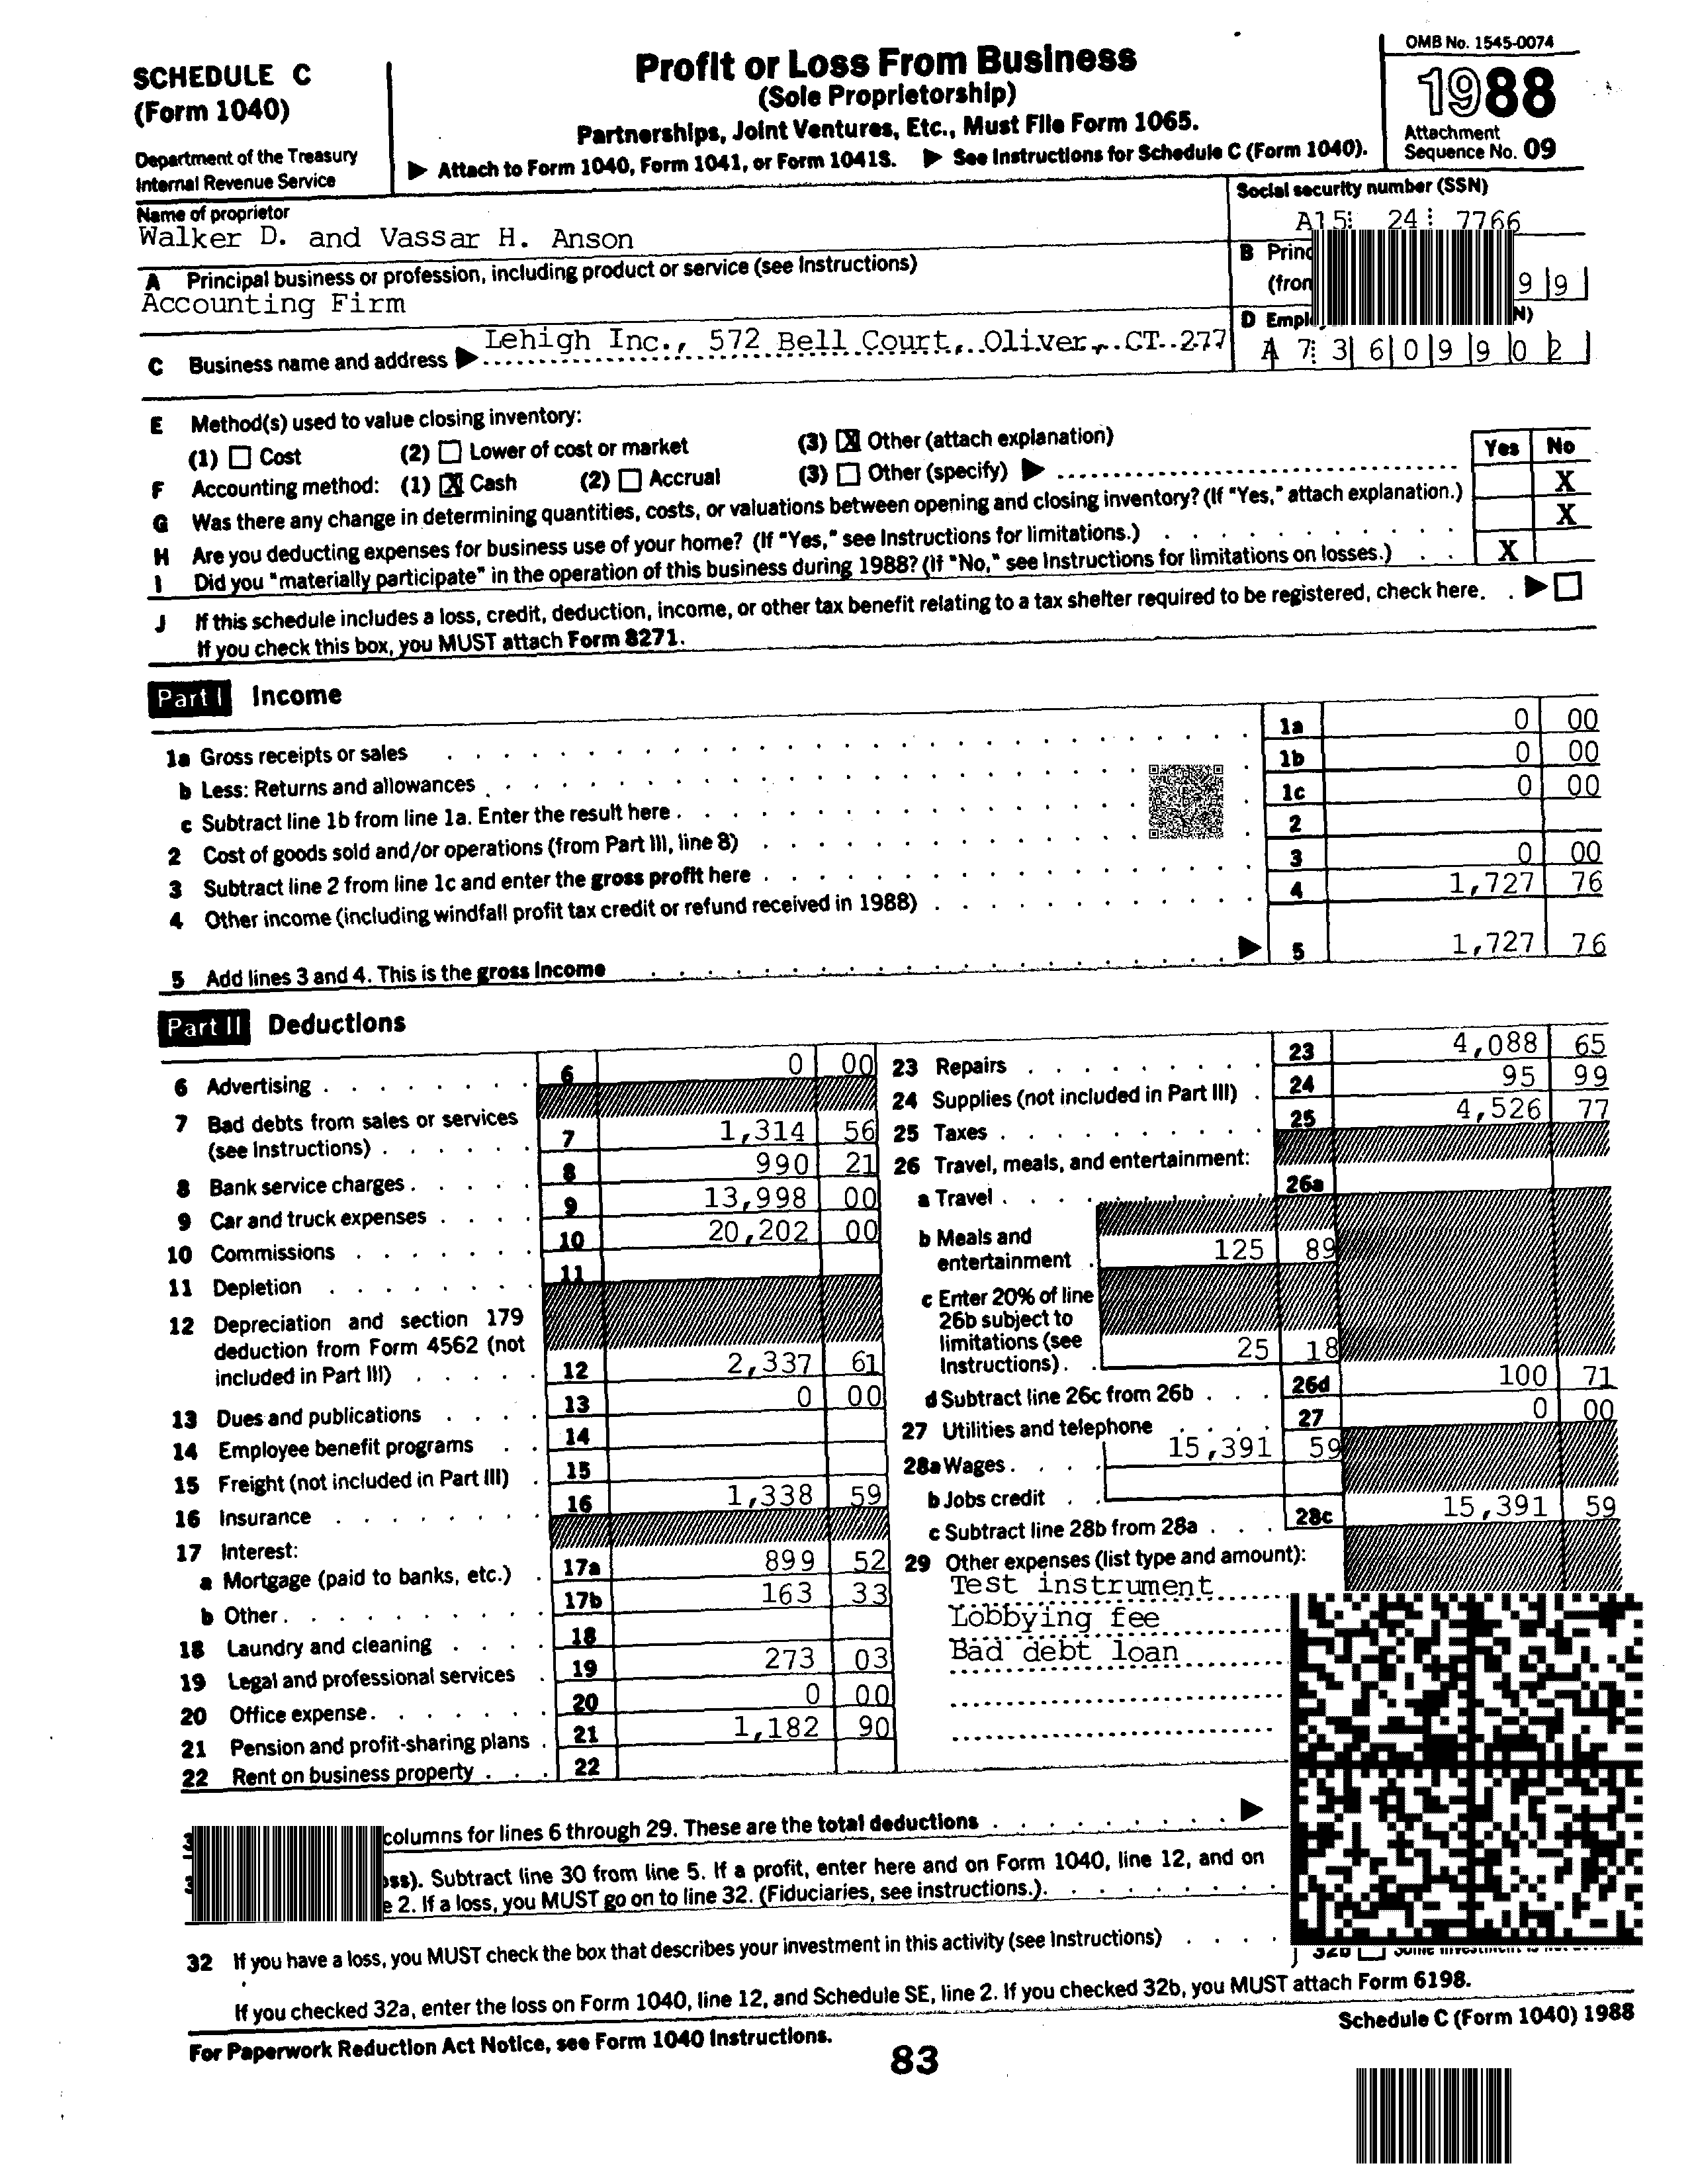 SCHEDULE C
(Form 1040)
Department of the Treasury
Internal Revenue Service
Profit or Loss From Business
(Sole Proprietorship)
Partnerships, Joint Ventures, Etc., Must File Form 1065.
▶ Attach to Form 1040, Form 1041, or Form 1041S. ▶ See Instructions for Schedule C (Form 1040).
OMB No. 1545-0074
1988
Attachment
Sequence No. 09
Name of proprietor
Walker D. and Vassar H. Anson
Social security number (SSN)
A15 24 7766
A Principal business or profession, including product or service (see Instructions)
Accounting Firm
B Princ
(from
9 9
C Business name and address ▶ Lehigh Inc., 572 Bell Court, Oliver, CT 277
D Empl
N)
A 7 3 6 0 9 9 0 2
E Method(s) used to value closing inventory:
(1) Cost (2) Lower of cost or market (3) X Other (attach explanation)
Yes No
F Accounting method: (1) X Cash (2) Accrual (3) Other (specify) ▶
G Was there any change in determining quantities, costs, or valuations between opening and closing inventory? (If "Yes," attach explanation.) X
H Are you deducting expenses for business use of your home? (If "Yes," see Instructions for limitations.) X
I Did you "materially participate" in the operation of this business during 1988? (If "No," see Instructions for limitations on losses.) X
J If this schedule includes a loss, credit, deduction, income, or other tax benefit relating to a tax shelter required to be registered, check here. ▶
If you check this box, you MUST attach Form 8271.
Part I Income
1a Gross receipts or sales 1a 0 00
b Less: Returns and allowances 1b 0 00
c Subtract line 1b from line 1a. Enter the result here 1c 0 00
2 Cost of goods sold and/or operations (from Part III, line 8) 2
3 Subtract line 2 from line 1c and enter the gross profit here 3 0 00
4 Other income (including windfall profit tax credit or refund received in 1988) 4 1,727 76
5 Add lines 3 and 4. This is the gross income ▶ 5 1,727 76
Part II Deductions
6 Advertising 6 0 00
7 Bad debts from sales or services
(see Instructions) 7 1,314 56
8 Bank service charges 8 990 21
9 Car and truck expenses 9 13,998 00
10 Commissions 10 20,202 00
11 Depletion 11
12 Depreciation and section 179
deduction from Form 4562 (not
included in Part III) 12 2,337 61
13 Dues and publications 13 0 00
14 Employee benefit programs 14
15 Freight (not included in Part III) 15
16 Insurance 16 1,338 59
17 Interest:
a Mortgage (paid to banks, etc.) 17a 899 52
b Other 17b 163 33
18 Laundry and cleaning 18
19 Legal and professional services 19 273 03
20 Office expense 20 0 00
21 Pension and profit-sharing plans 21 1,182 90
22 Rent on business property 22
23 Repairs 23 4,088 65
24 Supplies (not included in Part III) 24 95 99
25 Taxes 25 4,526 77
26 Travel, meals, and entertainment:
a Travel 26a
b Meals and
entertainment 125 89
c Enter 20% of line
26b subject to
limitations (see
Instructions) 25 18
d Subtract line 26c from 26b 26d 100 71
27 Utilities and telephone 27 0 00
28a Wages 15,391 59
b Jobs credit
c Subtract line 28b from 28a 28c 15,391 59
29 Other expenses (list type and amount):
Test instrument
Lobbying fee
Bad debt loan
columns for lines 6 through 29. These are the total deductions ▶
Subtract line 30 from line 5. If a profit, enter here and on Form 1040, line 12, and on
2. If a loss, you MUST go on to line 32. (Fiduciaries, see instructions.)
32 If you have a loss, you MUST check the box that describes your investment in this activity (see Instructions)
If you checked 32a, enter the loss on Form 1040, line 12, and Schedule SE, line 2. If you checked 32b, you MUST attach Form 6198.
For Paperwork Reduction Act Notice, see Form 1040 Instructions.
Schedule C (Form 1040) 1988
83